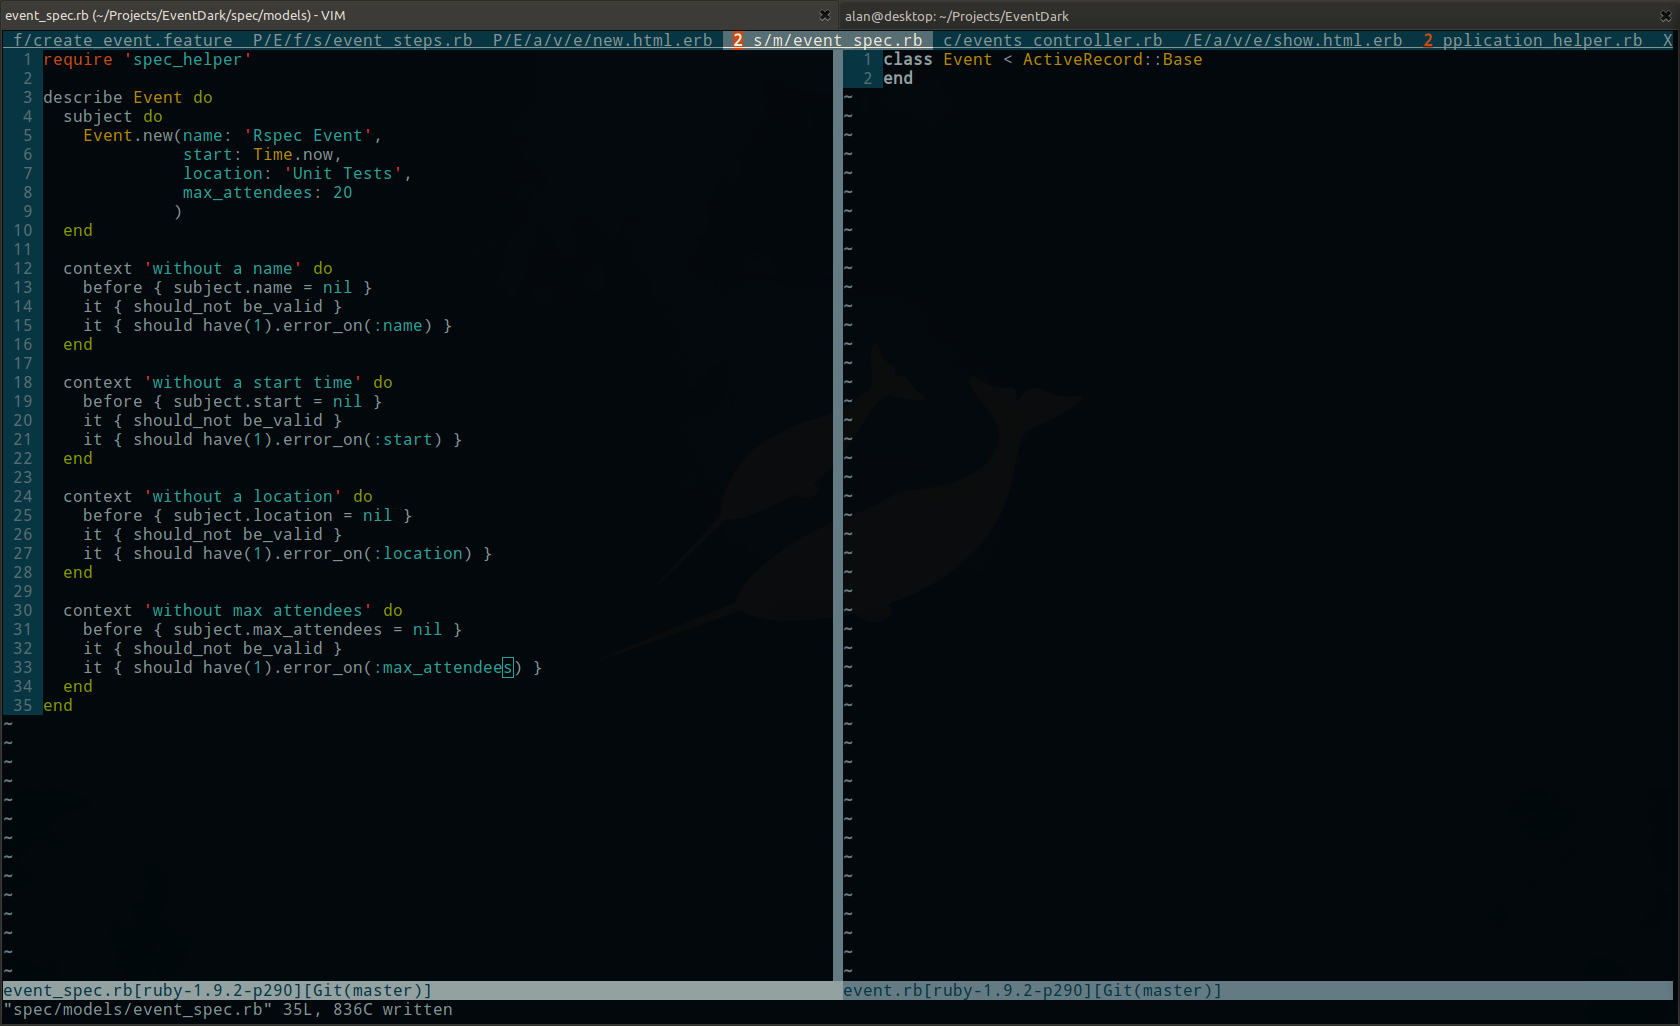 event_spec.rb (~/Projects/EventDark/spec/models) - VIM
alan@desktop: ~/Projects/EventDark
f/create_event.feature P/E/f/s/event_steps.rb P/E/a/v/e/new.html.erb 2 s/m/event_spec.rb c/events_controller.rb /E/a/v/e/show.html.erb 2 pplication_helper.rb X
1 require 'spec_helper'
2
3 describe Event do
4   subject do
5     Event.new(name: 'Rspec Event',
6               start: Time.now,
7               location: 'Unit Tests',
8               max_attendees: 20
9              )
10   end
11
12   context 'without a name' do
13     before { subject.name = nil }
14     it { should_not be_valid }
15     it { should have(1).error_on(:name) }
16   end
17
18   context 'without a start time' do
19     before { subject.start = nil }
20     it { should_not be_valid }
21     it { should have(1).error_on(:start) }
22   end
23
24   context 'without a location' do
25     before { subject.location = nil }
26     it { should_not be_valid }
27     it { should have(1).error_on(:location) }
28   end
29
30   context 'without max attendees' do
31     before { subject.max_attendees = nil }
32     it { should_not be_valid }
33     it { should have(1).error_on(:max_attendees) }
34   end
35 end
event_spec.rb[ruby-1.9.2-p290][Git(master)]
"spec/models/event_spec.rb" 35L, 836C written
1 class Event < ActiveRecord::Base
2 end
event.rb[ruby-1.9.2-p290][Git(master)]